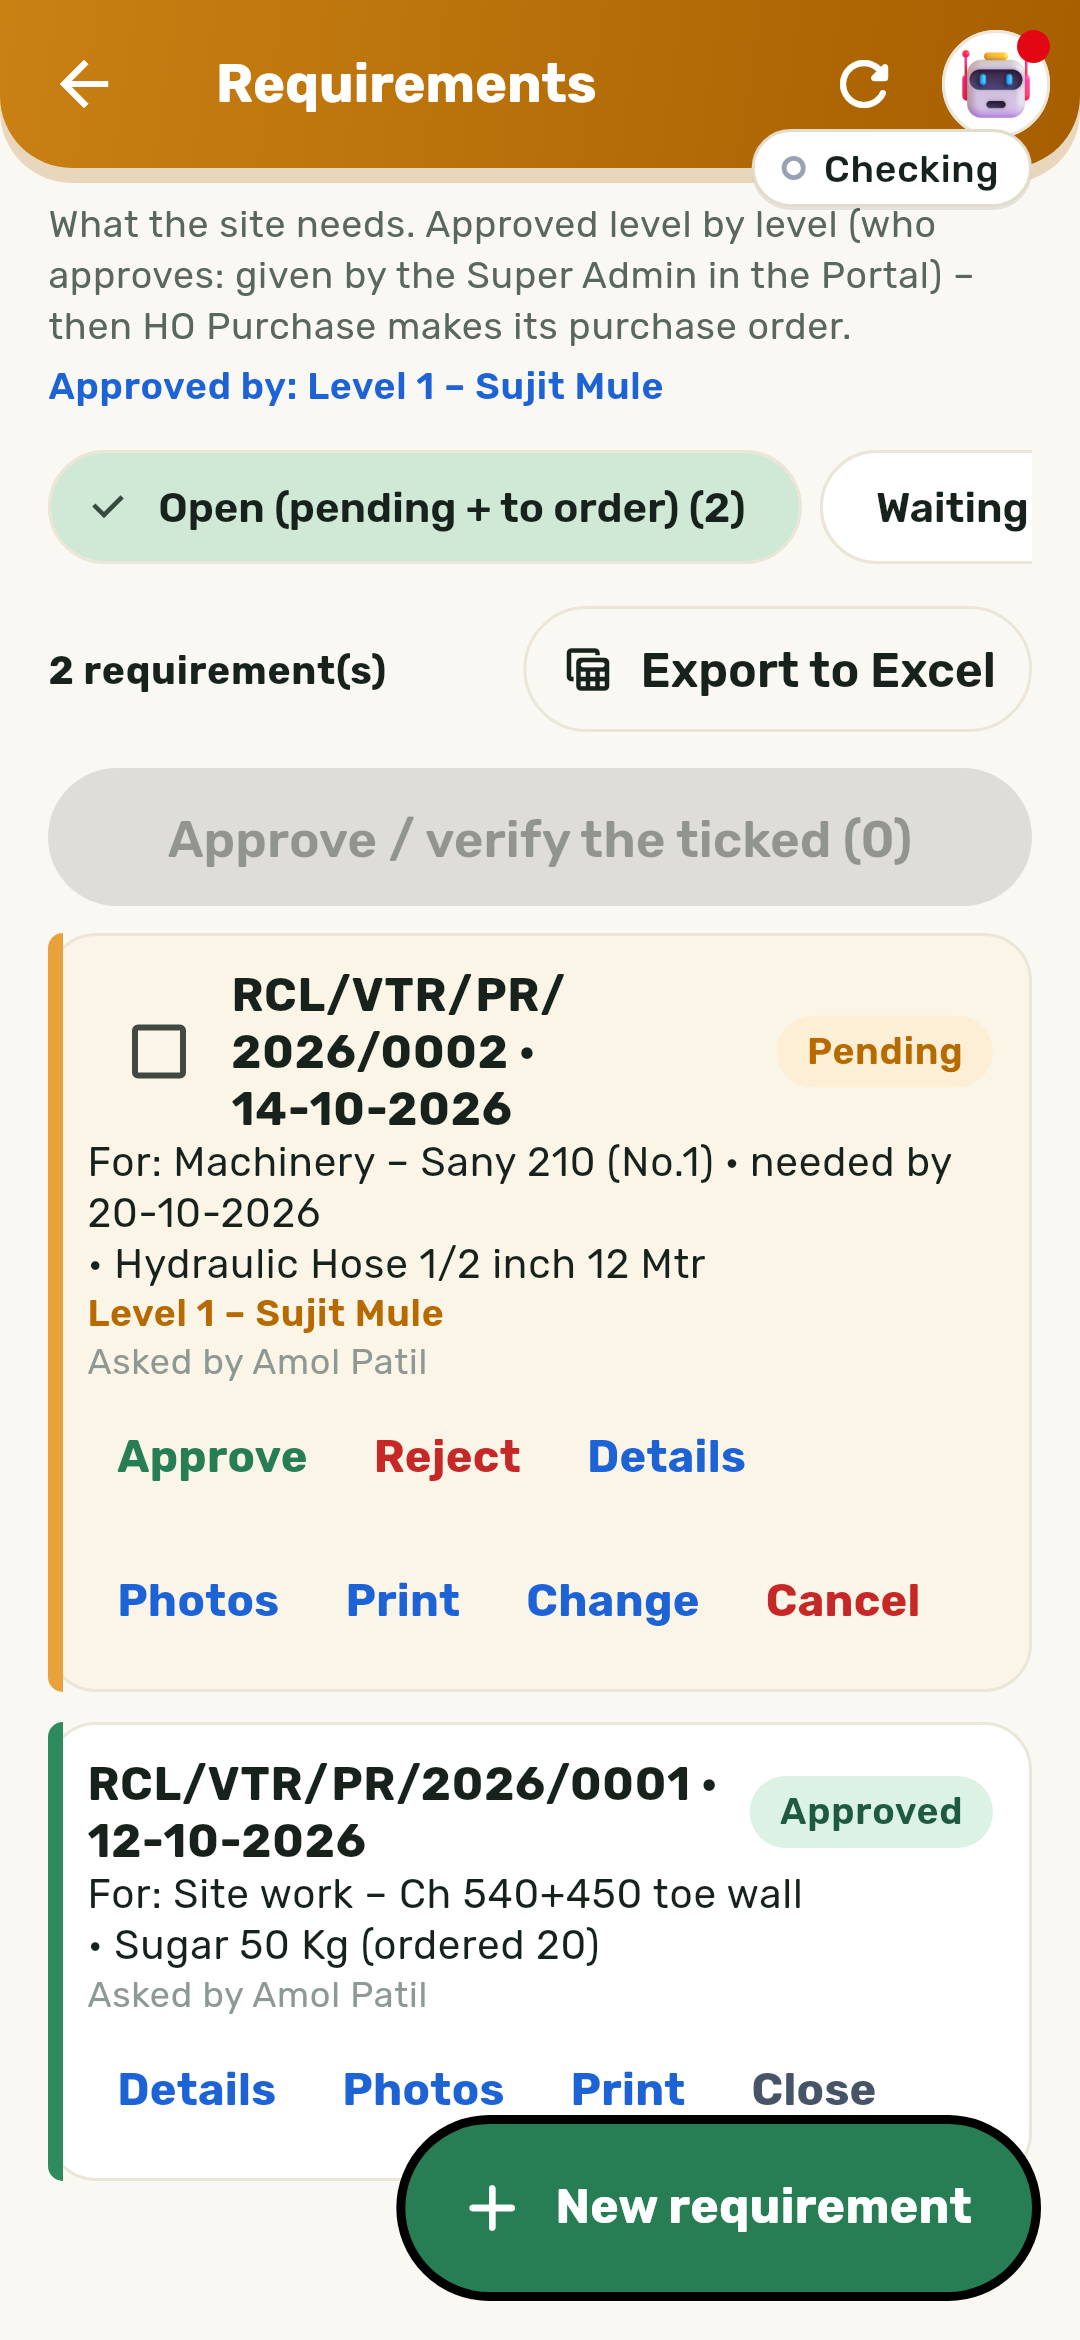 Requirements
Checking
What the site needs. Approved level by level (who
approves: given by the Super Admin in the Portal) –
then HO Purchase makes its purchase order.
Approved by: Level 1 – Sujit Mule
Open (pending + to order) (2)
Waiting
2 requirement(s)
Export to Excel
Approve / verify the ticked (0)
RCL/VTR/PR/
2026/0002 •
14-10-2026
Pending
For: Machinery – Sany 210 (No.1) • needed by
20-10-2026
• Hydraulic Hose 1/2 inch 12 Mtr
Level 1 – Sujit Mule
Asked by Amol Patil
Approve Reject Details
Photos Print Change Cancel
RCL/VTR/PR/2026/0001 •
12-10-2026
Approved
For: Site work – Ch 540+450 toe wall
• Sugar 50 Kg (ordered 20)
Asked by Amol Patil
Details Photos Print Close
New requirement